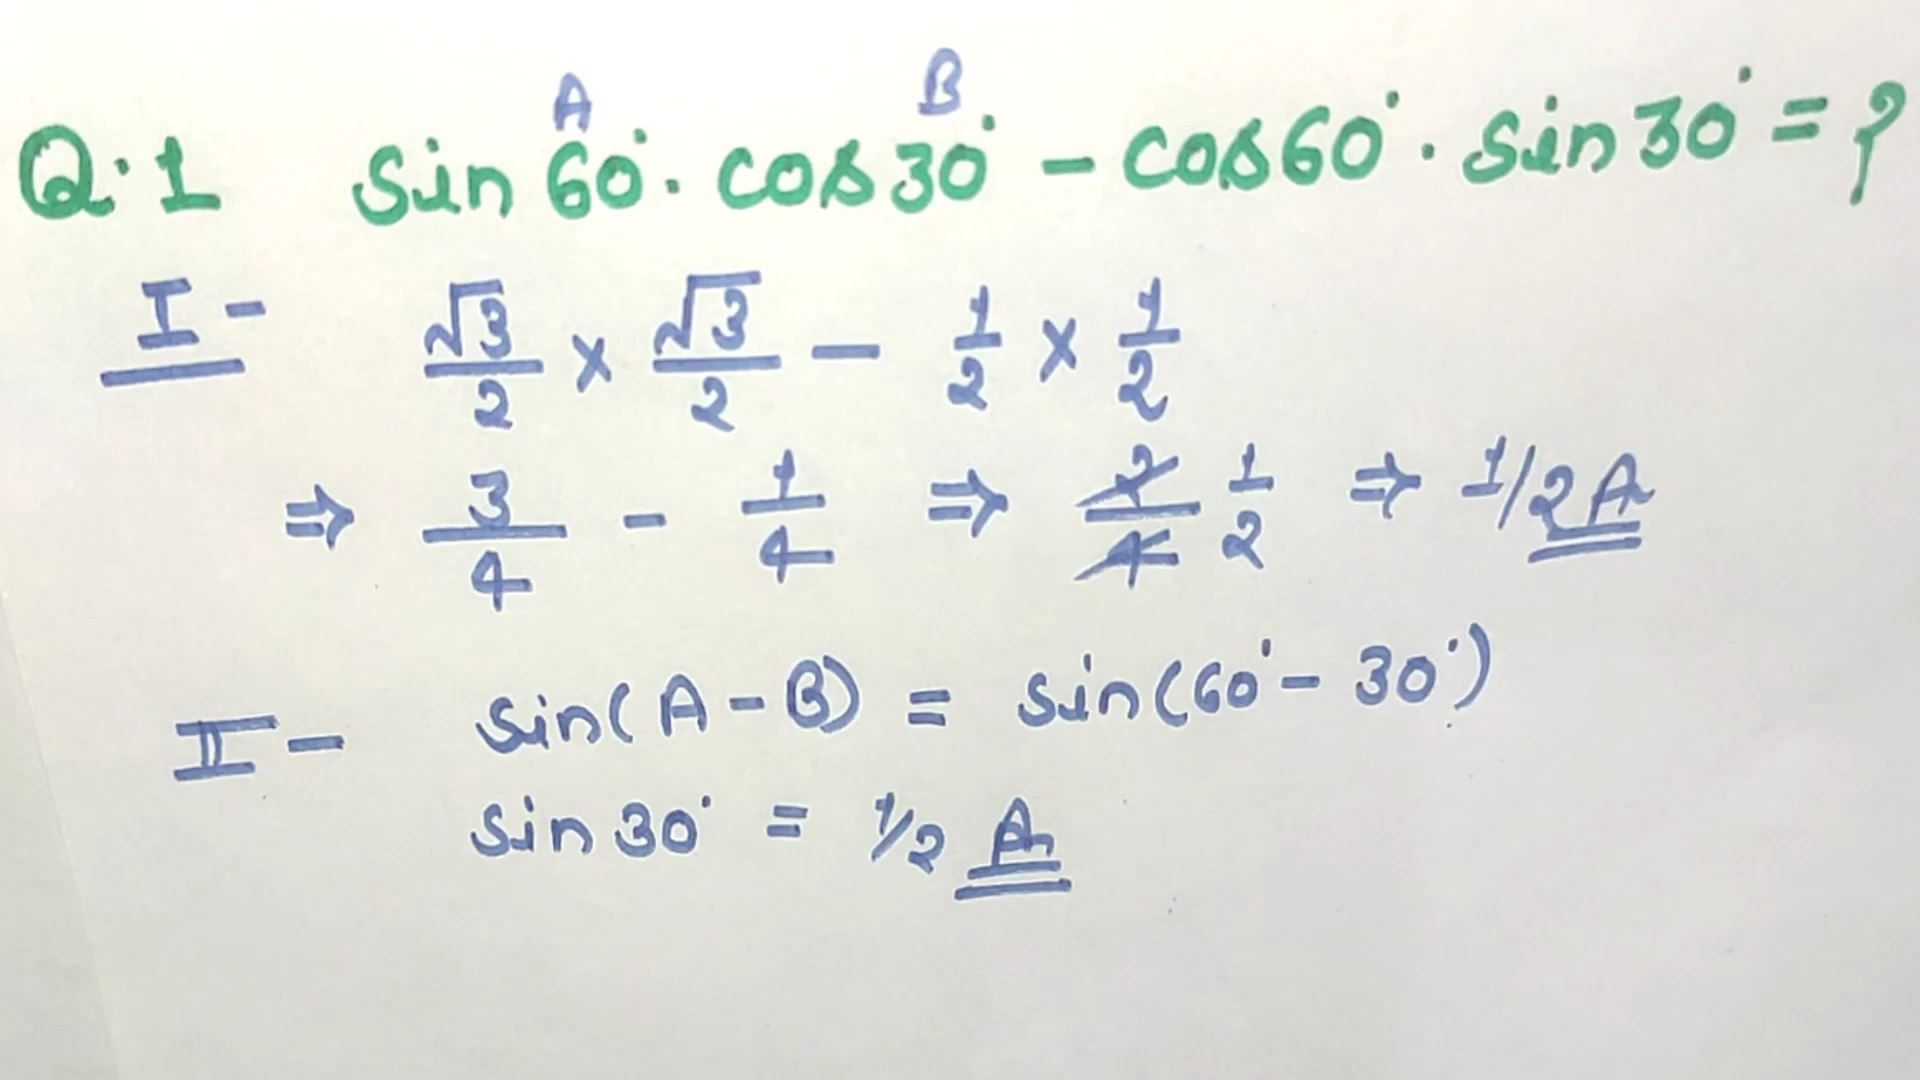 A B
Q.1 sin 60°. cos 30° - cos 60°. sin 30° = ?
I- √3/2 x √3/2 - 1/2 x 1/2
⇒ 3/4 - 1/4 ⇒ 2/4 1/2 ⇒ 1/2 A
II- sin(A-B) = sin(60°- 30°)
sin 30° = 1/2 An